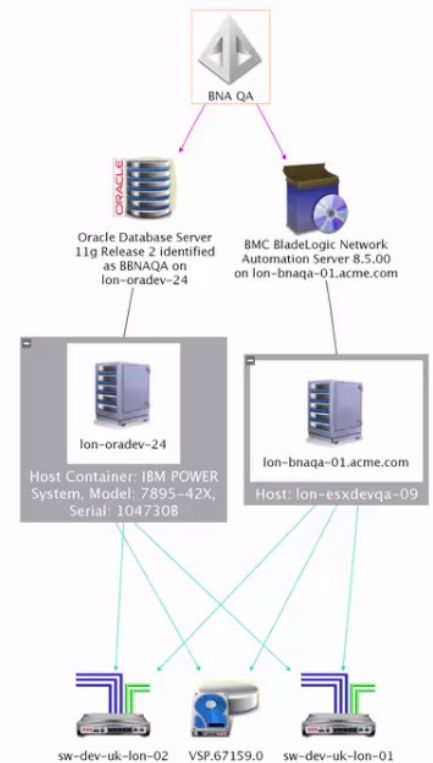 BNA QA
ORACLE
Oracle Database Server
11g Release 2 identified
as BBNAQA on
lon-oradev-24
BMC BladeLogic Network
Automation Server 8.5.00
on lon-bnaqa-01.acme.com
lon-oradev-24
Host Container: IBM POWER
System, Model: 7895-42X,
Serial: 104730B
lon-bnaqa-01.acme.com
Host: lon-esxdevqa-09
sw-dev-uk-lon-02
VSP.67159.0
sw-dev-uk-lon-01